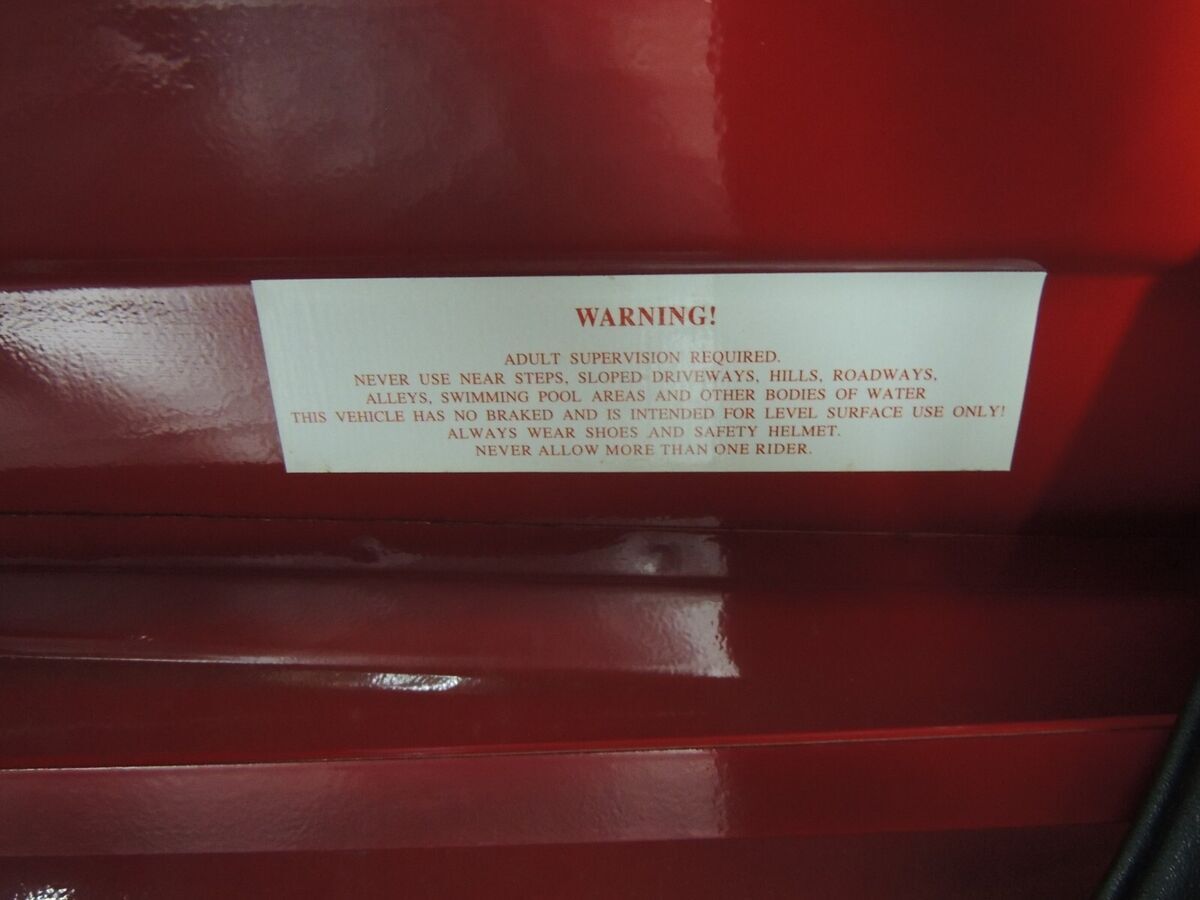 WARNING!
ADULT SUPERVISION REQUIRED.
NEVER USE NEAR STEPS, SLOPED DRIVEWAYS, HILLS, ROADWAYS,
ALLEYS, SWIMMING POOL AREAS AND OTHER BODIES OF WATER
THIS VEHICLE HAS NO BRAKED AND IS INTENDED FOR LEVEL SURFACE USE ONLY!
ALWAYS WEAR SHOES AND SAFETY HELMET.
NEVER ALLOW MORE THAN ONE RIDER.